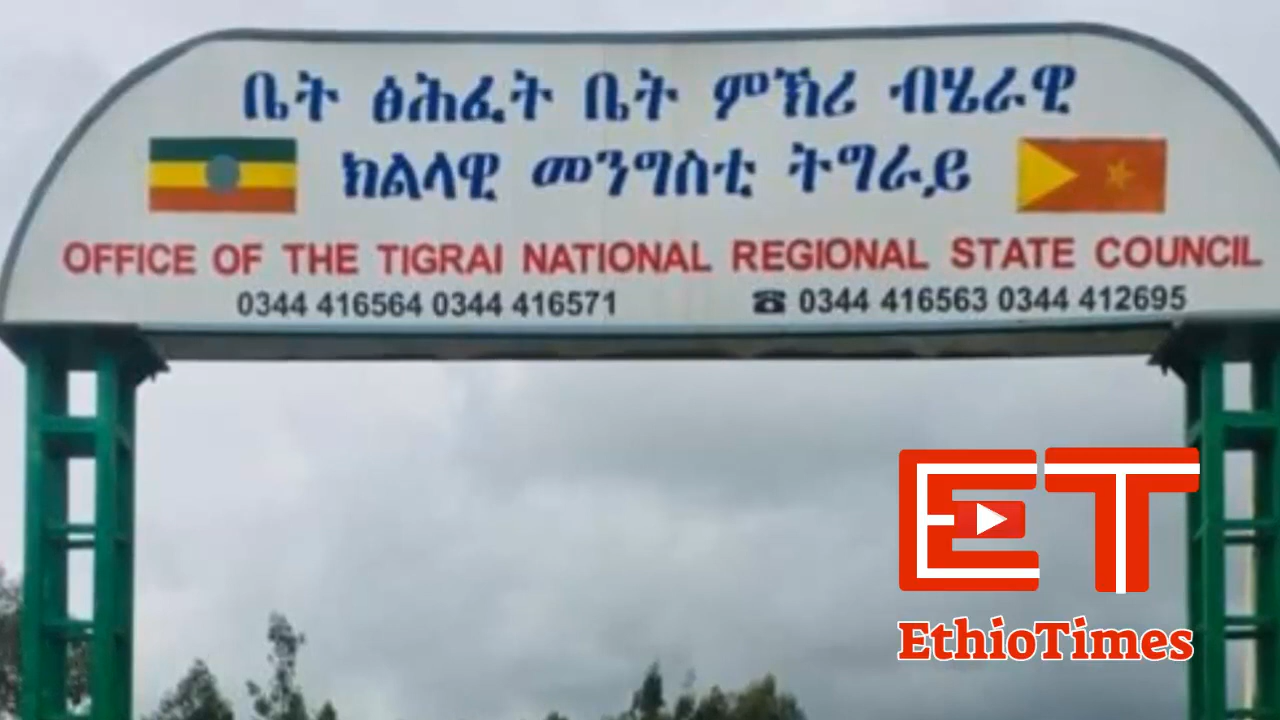 ቤት ፅሕፈት ቤት ምኽሪ ብሄራዊ
ክልላዊ መንግስቲ ትግራይ
OFFICE OF THE TIGRAI NATIONAL REGIONAL STATE COUNCIL
0344 416564 0344 416571 ☎ 0344 416563 0344 412695
ET
EthioTimes